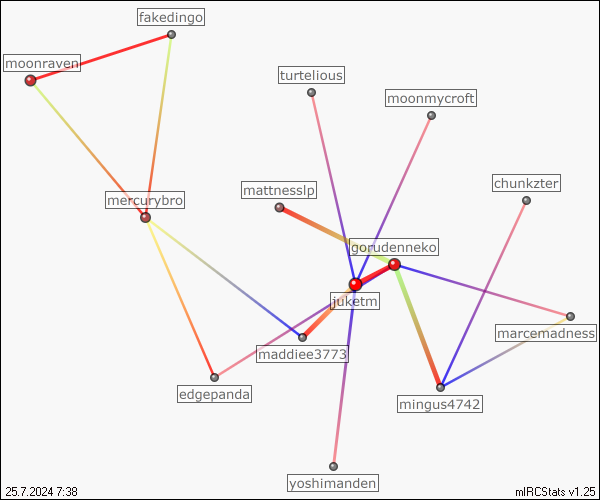 fakedingo
moonraven
turtelious
moonmycroft
chunkzter
mattnesslp
mercurybro
gorudenneko
juketm
marcemadness
maddiee3773
edgepanda
mingus4742
yoshimanden
25.7.2024 7:38
mIRCStats v1.25